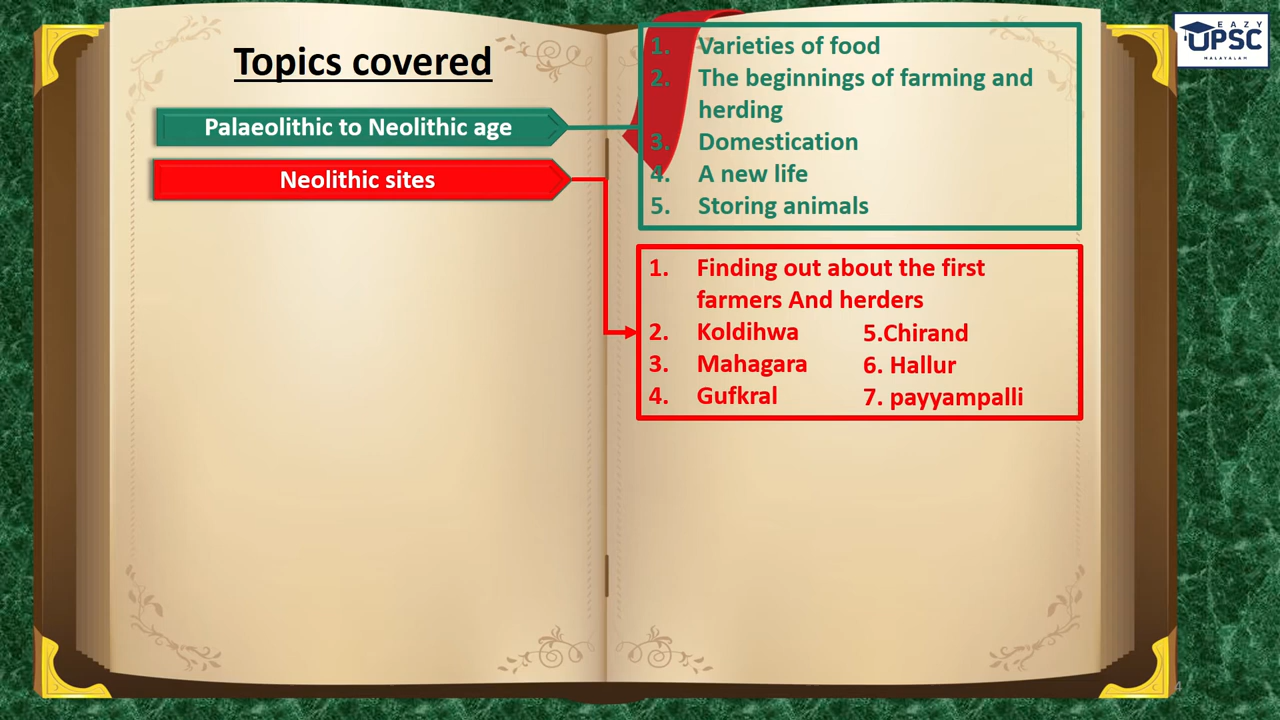 Topics covered
Palaeolithic to Neolithic age
Neolithic sites
1. Varieties of food
2. The beginnings of farming and
herding
3. Domestication
4. A new life
5. Storing animals
1. Finding out about the first
farmers And herders
2. Koldihwa
3. Mahagara
4. Gufkral
5.Chirand
6. Hallur
7. payyampalli
EAZY
UPSC
MALAYALAM
4